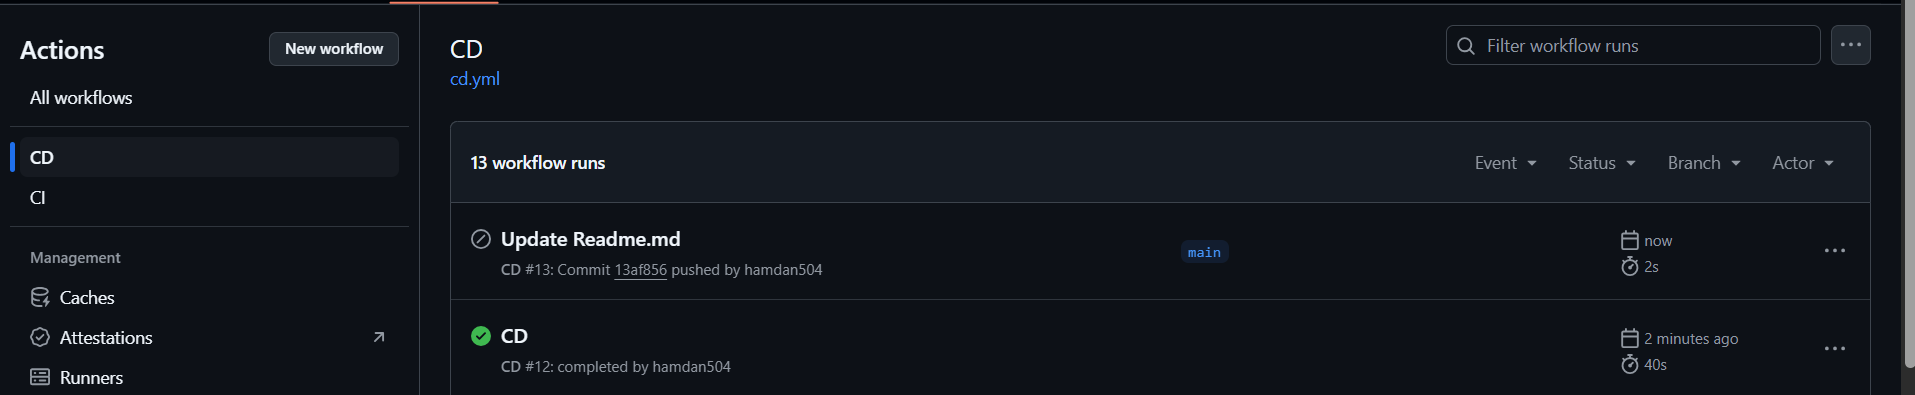 Actions
New workflow
All workflows
CD
CI
Management
Caches
Attestations
Runners
CD
cd.yml
Filter workflow runs
13 workflow runs
Event Status Branch Actor
Update Readme.md
CD #13: Commit 13af856 pushed by hamdan504
main
now
2s
CD
CD #12: completed by hamdan504
2 minutes ago
40s